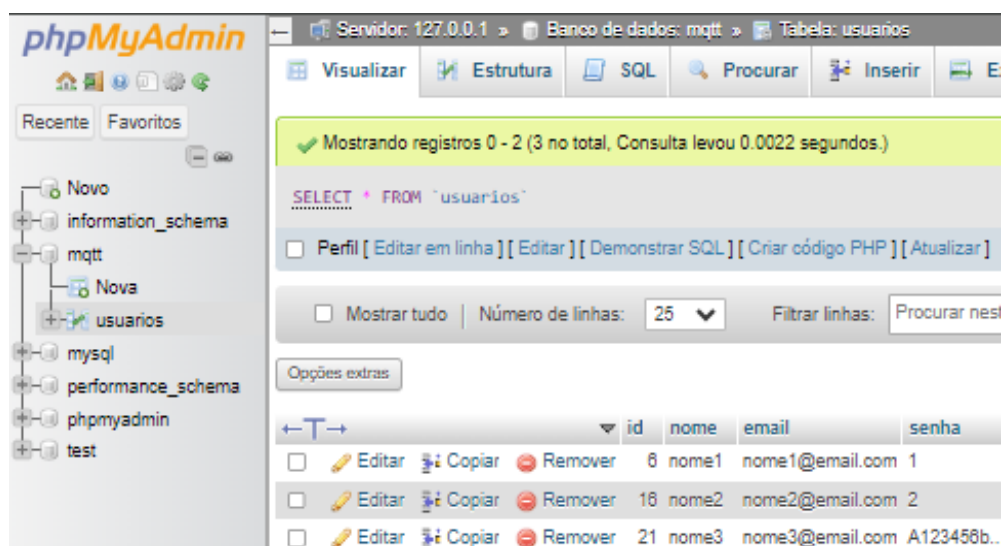 phpMyAdmin
Recente Favoritos
Novo
information_schema
mqtt
Nova
usuarios
mysql
performance_schema
phpmyadmin
test
Servidor: 127.0.0.1 » Banco de dados: mqtt » Tabela: usuarios
Visualizar Estrutura SQL Procurar Inserir E
Mostrando registros 0 - 2 (3 no total, Consulta levou 0.0022 segundos.)
SELECT * FROM `usuarios`
Perfil [ Editar em linha ] [ Editar ] [ Demonstrar SQL ] [ Criar código PHP ] [ Atualizar ]
Mostrar tudo | Número de linhas: 25 Filtrar linhas: Procurar nest
Opções extras
←T→ id nome email senha
Editar Copiar Remover 6 nome1 nome1@email.com 1
Editar Copiar Remover 16 nome2 nome2@email.com 2
Editar Copiar Remover 21 nome3 nome3@email.com A123456b...